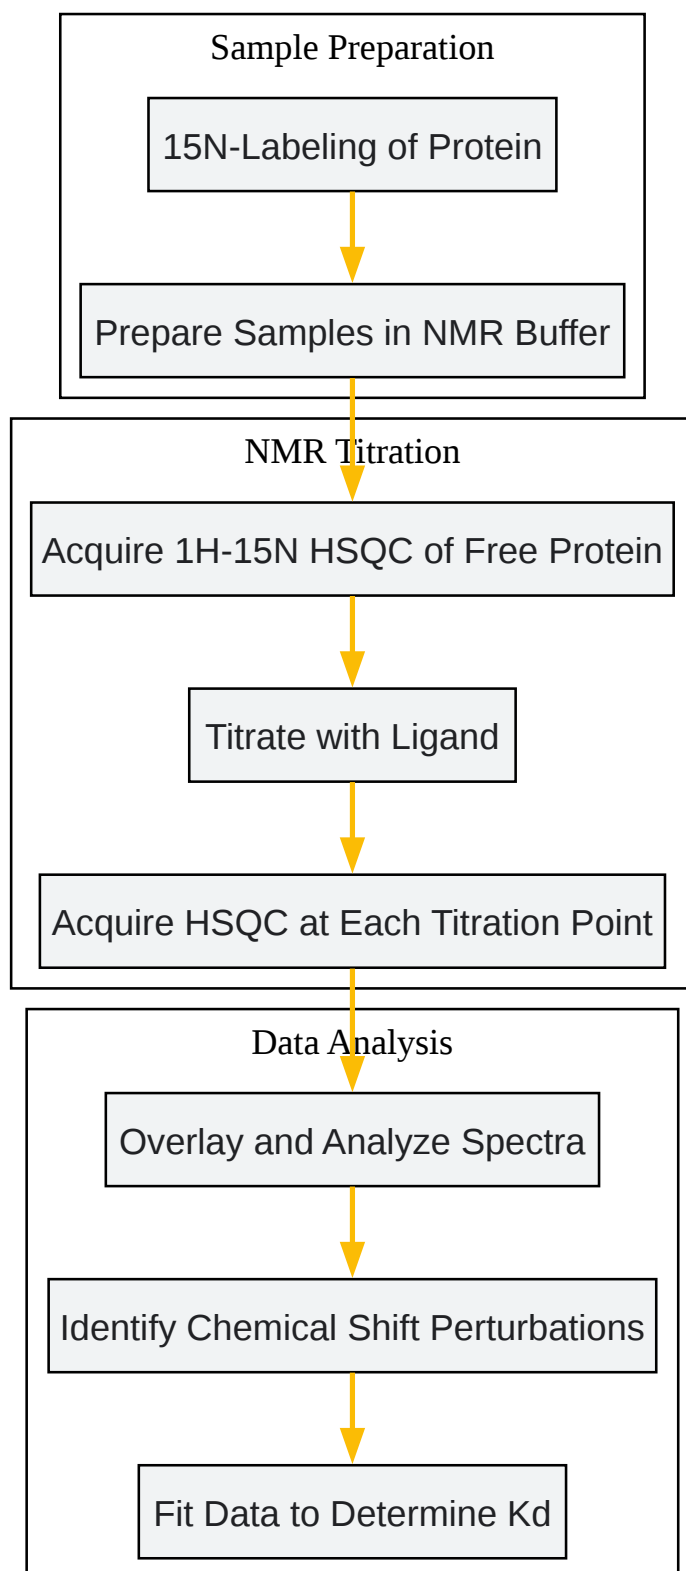 Sample Preparation
15N-Labeling of Protein
Prepare Samples in NMR Buffer
NMR Titration
Acquire 1H-15N HSQC of Free Protein
Titrate with Ligand
Acquire HSQC at Each Titration Point
Data Analysis
Overlay and Analyze Spectra
Identify Chemical Shift Perturbations
Fit Data to Determine Kd